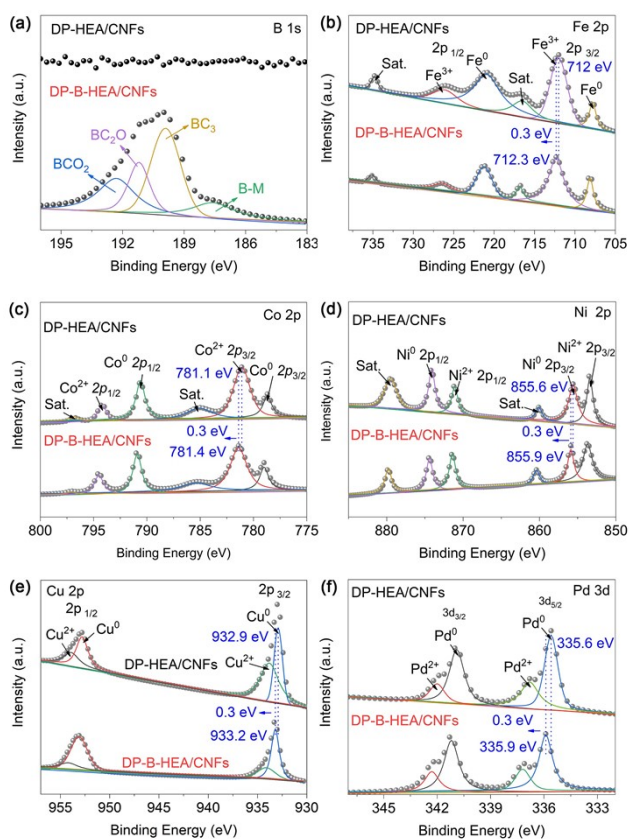 (a)
DP-HEA/CNFs
B 1s
DP-B-HEA/CNFs
BC2O
BC3
BCO2
B-M
Intensity (a.u.)
195 192 189 186 183
Binding Energy (eV)
(b)
DP-HEA/CNFs
Fe 2p
Fe3+
2p 1/2
Fe0
2p 3/2
712 eV
Sat.
Fe3+
Sat.
Fe0
DP-B-HEA/CNFs
0.3 eV
712.3 eV
Intensity (a.u.)
735 725 715 705
Binding Energy (eV)
(c)
DP-HEA/CNFs
Co 2p
781.1 eV
Co2+ 2p3/2
Co0 2p1/2
Co0 2p3/2
Co2+ 2p1/2
Sat.
Sat.
DP-B-HEA/CNFs
0.3 eV
781.4 eV
Intensity (a.u.)
800 795 790 785 780 775
Binding Energy (eV)
(d)
DP-HEA/CNFs
Ni 2p
Ni2+ 2p3/2
Ni0 2p1/2
Ni0 2p3/2
Sat.
Ni2+ 2p1/2
855.6 eV
Sat.
DP-B-HEA/CNFs
0.3 eV
855.9 eV
Intensity (a.u.)
880 870 860 850
Binding Energy (eV)
(e)
Cu 2p
2p 3/2
2p 1/2
Cu0
Cu2+
Cu0
932.9 eV
DP-HEA/CNFs
Cu2+
0.3 eV
933.2 eV
DP-B-HEA/CNFs
Intensity (a.u.)
955 950 945 940 935 930
Binding Energy (eV)
(f)
DP-HEA/CNFs
Pd 3d
3d3/2
3d5/2
Pd0
Pd0
335.6 eV
Pd2+
Pd2+
DP-B-HEA/CNFs
0.3 eV
335.9 eV
Intensity (a.u.)
345 342 339 336 333
Binding Energy (eV)